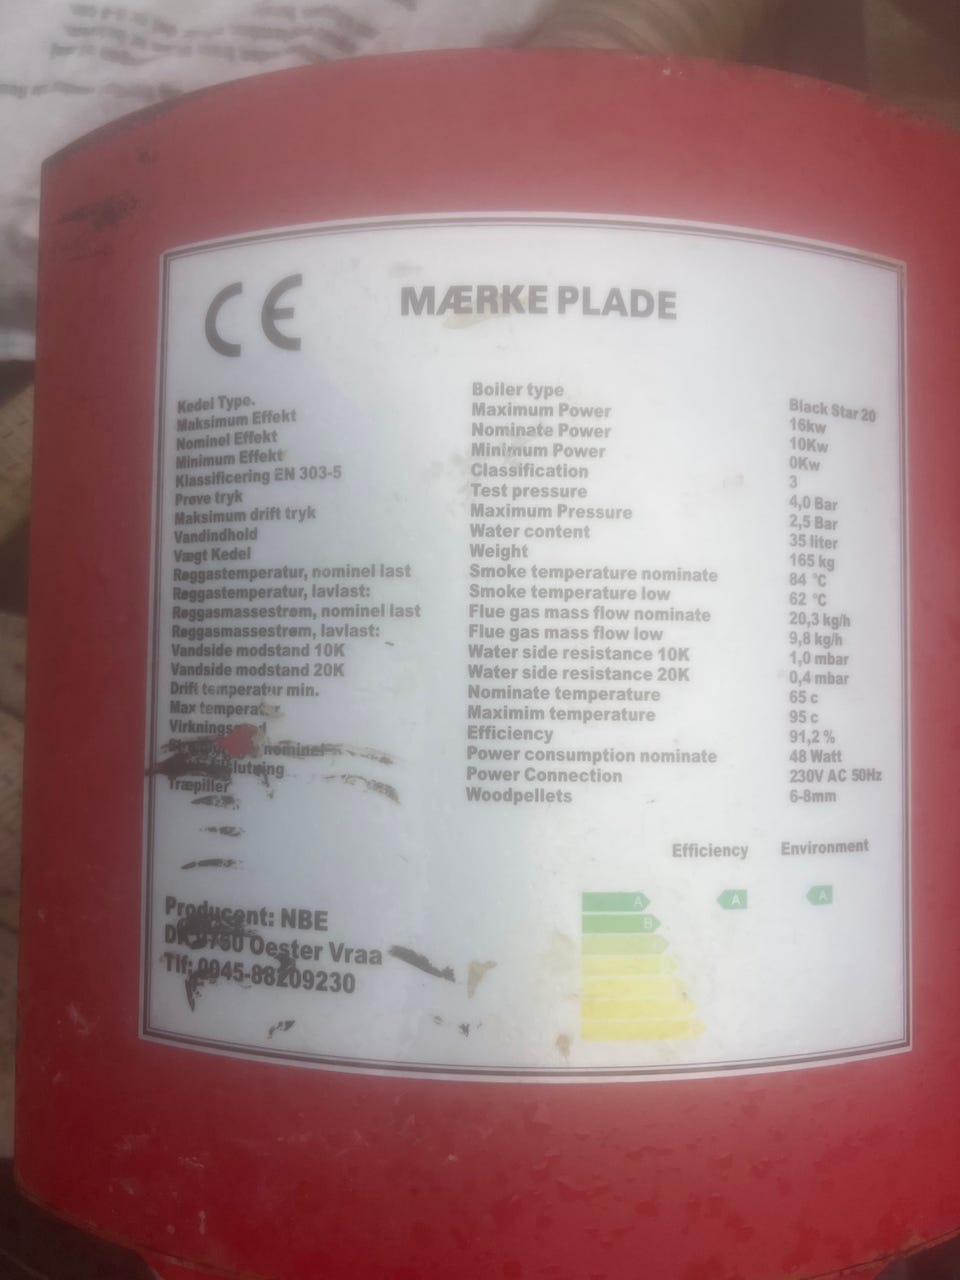 CE MÆRKE PLADE
Kedel Type. Boiler type Black Star 20
Maksimum Effekt Maximum Power 16kw
Nominel Effekt Nominate Power 10Kw
Minimum Effekt Minimum Power 0Kw
Klassificering EN 303-5 Classification 3
Prøve tryk Test pressure 4,0 Bar
Maksimum drift tryk Maximum Pressure 2,5 Bar
Vandindhold Water content 35 liter
Vægt Kedel Weight 165 kg
Røggastemperatur, nominel last Smoke temperature nominate 84 °C
Røggastemperatur, lavlast: Smoke temperature low 62 °C
Røggasmassestrøm, nominel last Flue gas mass flow nominate 20,3 kg/h
Røggasmassestrøm, lavlast: Flue gas mass flow low 9,8 kg/h
Vandside modstand 10K Water side resistance 10K 1,0 mbar
Vandside modstand 20K Water side resistance 20K 0,4 mbar
Drift temperatur min. Nominate temperature 65 c
Max temperatur Maximim temperature 95 c
Efficiency 91,2 %
nominel Power consumption nominate 48 Watt
Power Connection 230V AC 50Hz
Træpiller Woodpellets 6-8mm
Efficiency Environment
A A A
B
Producent: NBE
DK 9750 Oester Vraa
Tlf: 0045-88209230